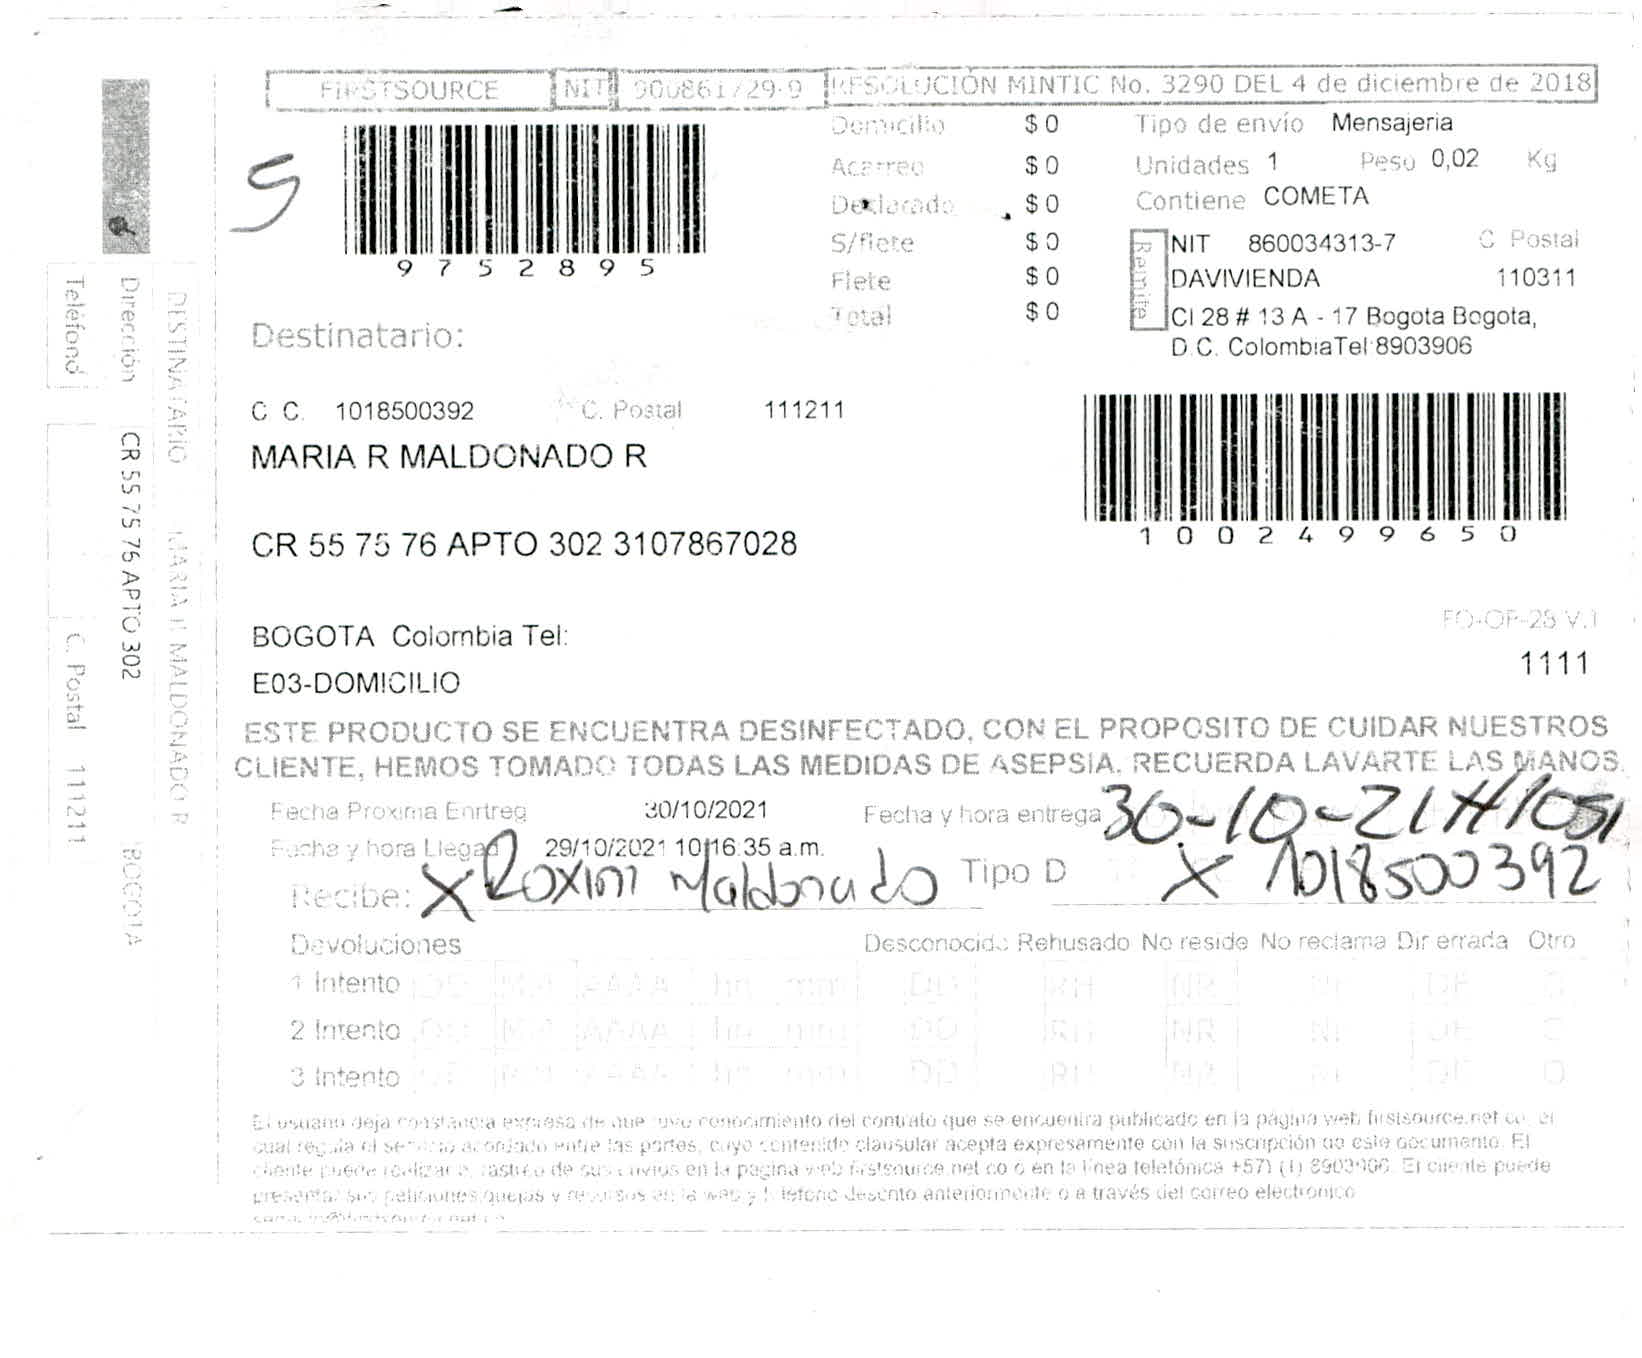 FIRSTSOURCE NIT 900861729-9 RESOLUCIÓN MINTIC No. 3290 DEL 4 de diciembre de 2018
9752895
Domicilio $ 0
Acarreo $ 0
Declarado $ 0
S/flete $ 0
Flete $ 0
Total $ 0
Tipo de envío Mensajeria
Unidades 1 Peso 0,02 Kg
Contiene COMETA
Remite
NIT 860034313-7 C Postal
DAVIVIENDA 110311
Cl 28 # 13 A - 17 Bogota Bogota,
D.C. ColombiaTel 8903906
Destinatario:
C C. 1018500392 C. Postal 111211
MARIA R MALDONADO R
CR 55 75 76 APTO 302 3107867028
1002499650
BOGOTA Colombia Tel:
E03-DOMICILIO
FO-OP-28 V.1
1111
ESTE PRODUCTO SE ENCUENTRA DESINFECTADO, CON EL PROPOSITO DE CUIDAR NUESTROS
CLIENTE, HEMOS TOMADO TODAS LAS MEDIDAS DE ASEPSIA. RECUERDA LAVARTE LAS MANOS.
Fecha Proxima Enrtreg 30/10/2021 Fecha y hora entrega 30-10-21 H1051
Fecha y hora Llegad 29/10/2021 10:16:35 a.m.
Recibe: X Roxini Maldonado Tipo D X 1018500392
Devoluciones Desconocido Rehusado No reside No reclama Dir errada Otro
1 Intento DD MM AAAA hh mm DD RH NR NI DE O
2 Intento DD MM AAAA hh mm DD RH NR NI DE O
3 Intento DD MM AAAA hh mm DD RH NR NI DE O
El usuario deja constancia expresa de que tuvo conocimiento del contrato que se encuentra publicado en la página web firstsource.net.co, el
cual regula el servicio acordado entre las partes, cuyo contenido clausular acepta expresamente con la suscripción de este documento. El
cliente puede realizar el rastreo de sus envios en la pagina web firstsource.net.co o en la línea telefónica +571 (1) 8903906. El cliente puede
presentar sus peticiones quejas y recursos en la web y telefono descrito anteriormente o a través del correo electronico
DESTINATARIO MARIA R MALDONADO R
Dirección CR 55 75 76 APTO 302 BOGOTA
Teléfono C. Postal 111211